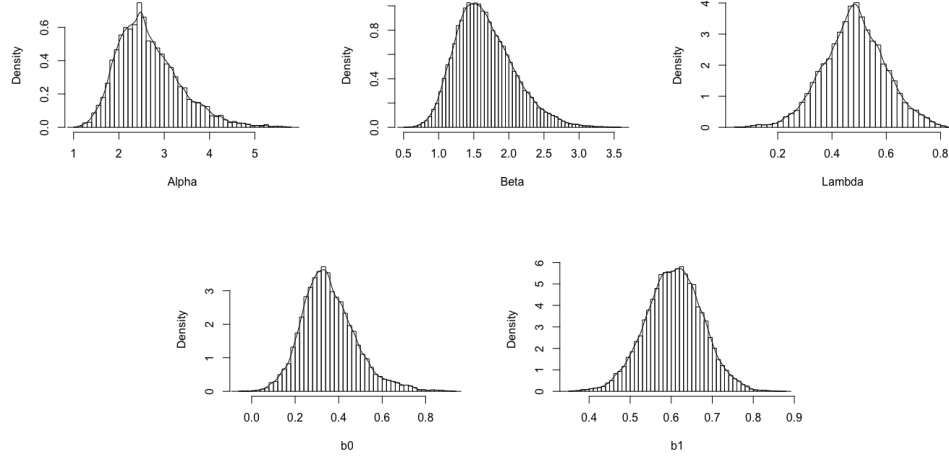 Density
0.0 0.2 0.4 0.6
1 2 3 4 5
Alpha
Density
0.0 0.4 0.8
0.5 1.0 1.5 2.0 2.5 3.0 3.5
Beta
Density
0 1 2 3 4
0.2 0.4 0.6 0.8
Lambda
Density
0 1 2 3
0.0 0.2 0.4 0.6 0.8
b0
Density
0 1 2 3 4 5 6
0.4 0.5 0.6 0.7 0.8 0.9
b1